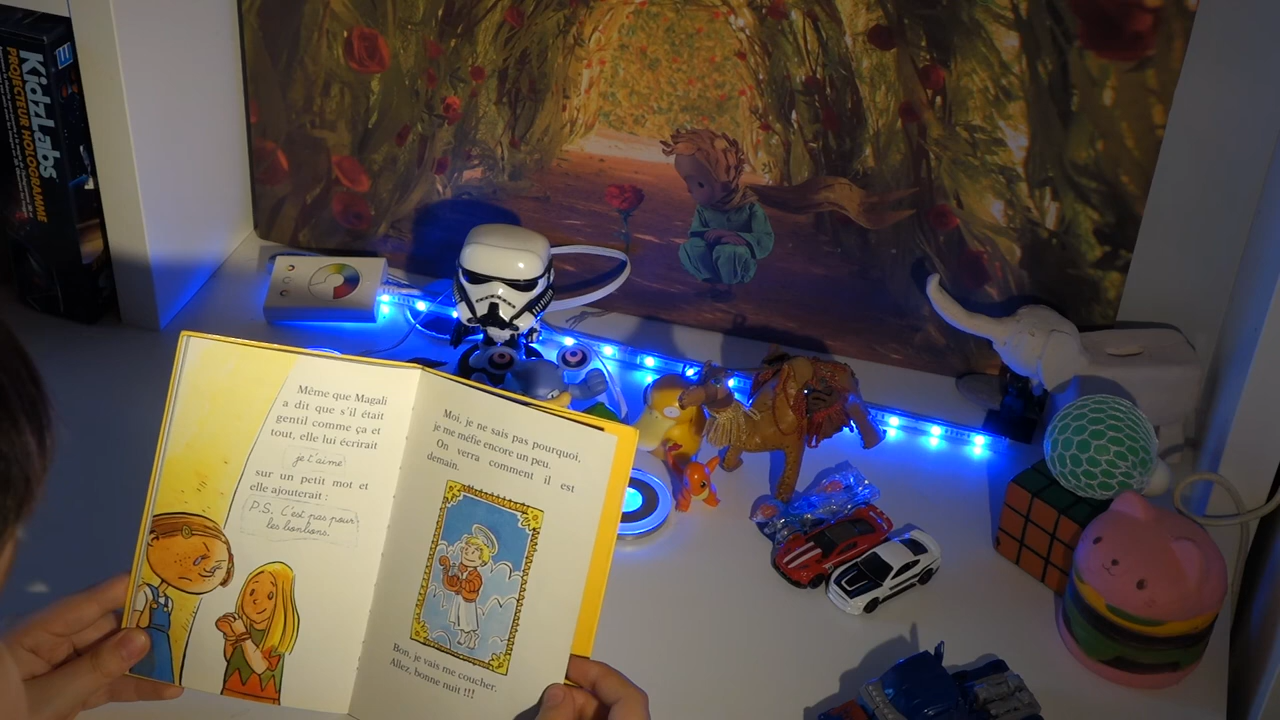 KidzLabs
PROJECTEUR HOLOGRAMME
Même que Magali
a dit que s'il était
gentil comme ça et
tout, elle lui écrirait
je t'aime
sur un petit mot et
elle ajouterait :
P.S. C'est pas pour
les bonbons.
Moi, je ne sais pas pourquoi,
je me méfie encore un peu.
On verra comment il est
demain.
Bon, je vais me coucher.
Allez, bonne nuit !!!